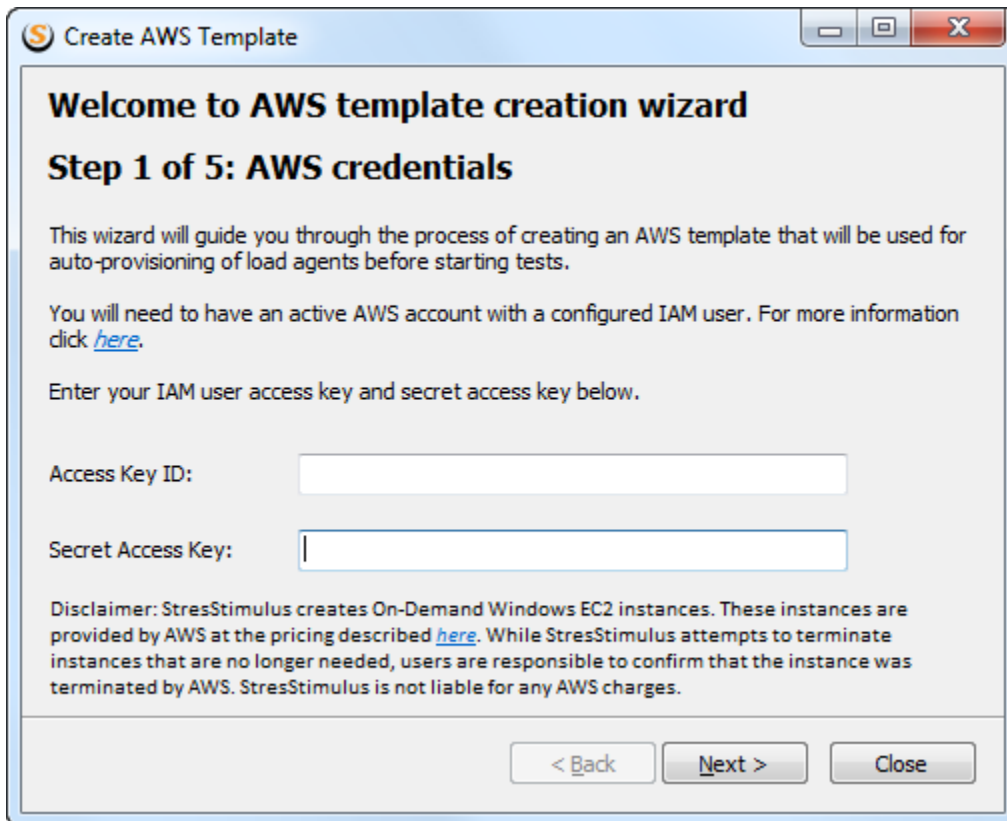 S Create AWS Template
X
Welcome to AWS template creation wizard
Step 1 of 5: AWS credentials
This wizard will guide you through the process of creating an AWS template that will be used for
auto-provisioning of load agents before starting tests.
You will need to have an active AWS account with a configured IAM user. For more information
click here.
Enter your IAM user access key and secret access key below.
Access Key ID:
Secret Access Key:
Disclaimer: StresStimulus creates On-Demand Windows EC2 instances. These instances are
provided by AWS at the pricing described here. While StresStimulus attempts to terminate
instances that are no longer needed, users are responsible to confirm that the instance was
terminated by AWS. StresStimulus is not liable for any AWS charges.
< Back Next > Close